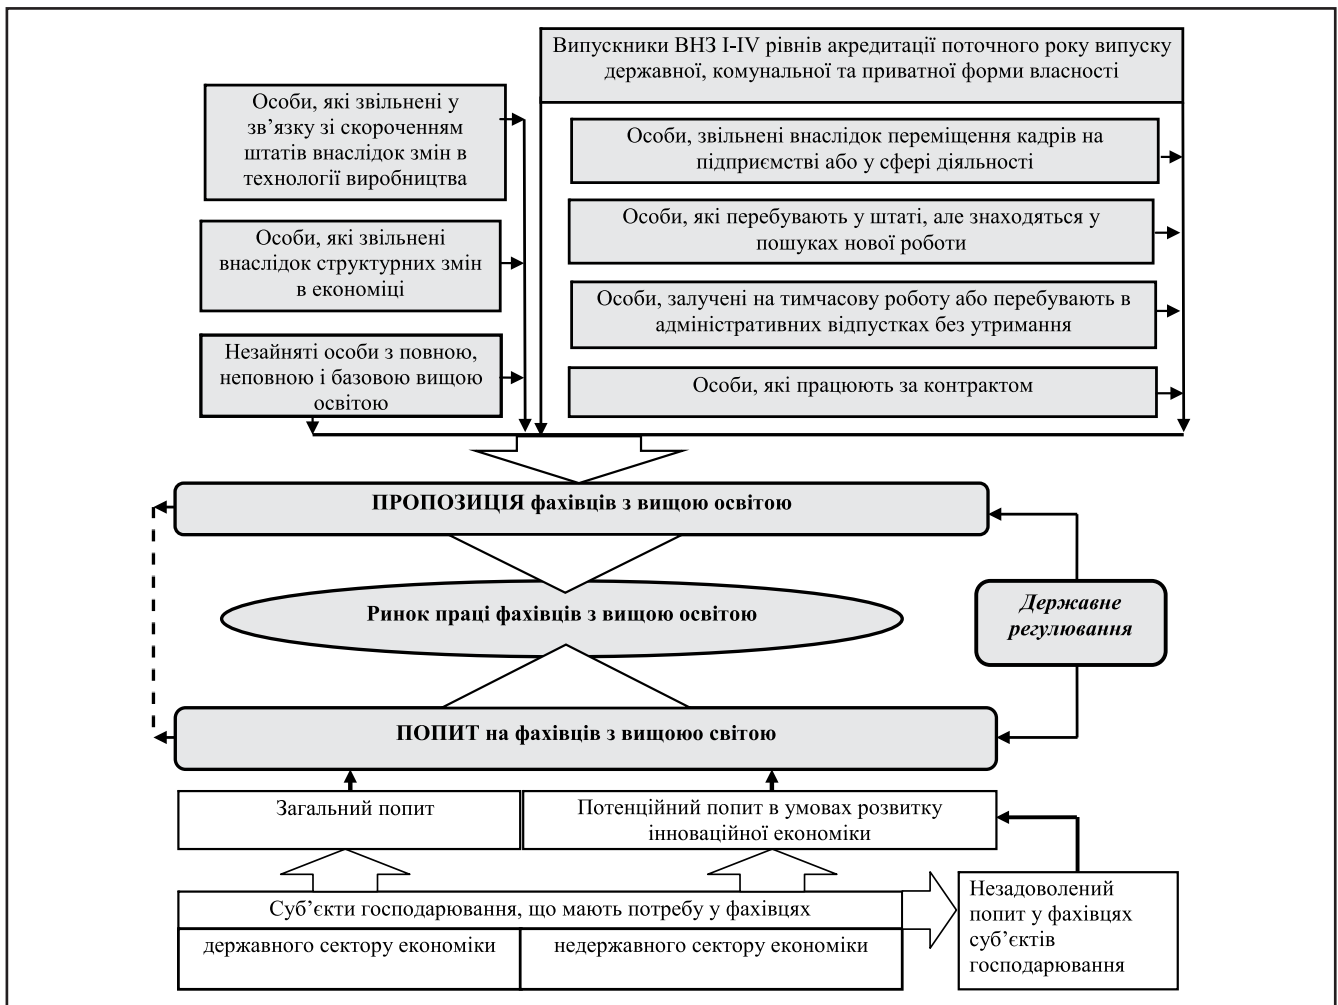 Випускники ВНЗ І-ІV рівнів акредитації поточного року випуску
державної, комунальної та приватної форми власності
Особи, які звільнені у
зв’язку зі скороченням
штатів внаслідок змін в
технології виробництва
Особи, звільнені внаслідок переміщення кадрів на
підприємстві або у сфері діяльності
Особи, які перебувають у штаті, але знаходяться у
пошуках нової роботи
Особи, які звільнені
внаслідок структурних змін
в економіці
Особи, залучені на тимчасову роботу або перебувають в
адміністративних відпустках без утримання
Незайняті особи з повною,
неповною і базовою вищою
освітою
Особи, які працюють за контрактом
ПРОПОЗИЦІЯ фахівців з вищою освітою
Ринок праці фахівців з вищою освітою
Державне
регулювання
ПОПИТ на фахівців з вищою світою
Загальний попит
Потенційний попит в умовах розвитку
інноваційної економіки
Суб’єкти господарювання, що мають потребу у фахівцях
державного сектору економіки
недержавного сектору економіки
Незадоволений
попит у фахівцях
суб’єктів
господарювання